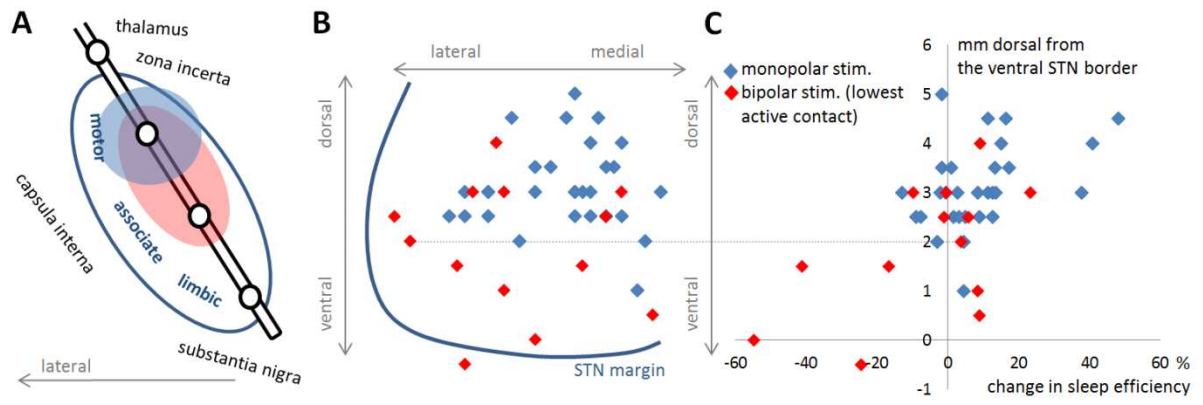 A
thalamus
zona incerta
motor
associate
limbic
capsula interna
substantia nigra
lateral
B
lateral medial
dorsal
ventral
STN margin
C
monopolar stim.
bipolar stim. (lowest
active contact)
mm dorsal from
the ventral STN border
dorsal
ventral
6
5
4
3
2
1
0
-1
-60 -40 -20 20 40 60 %
change in sleep efficiency